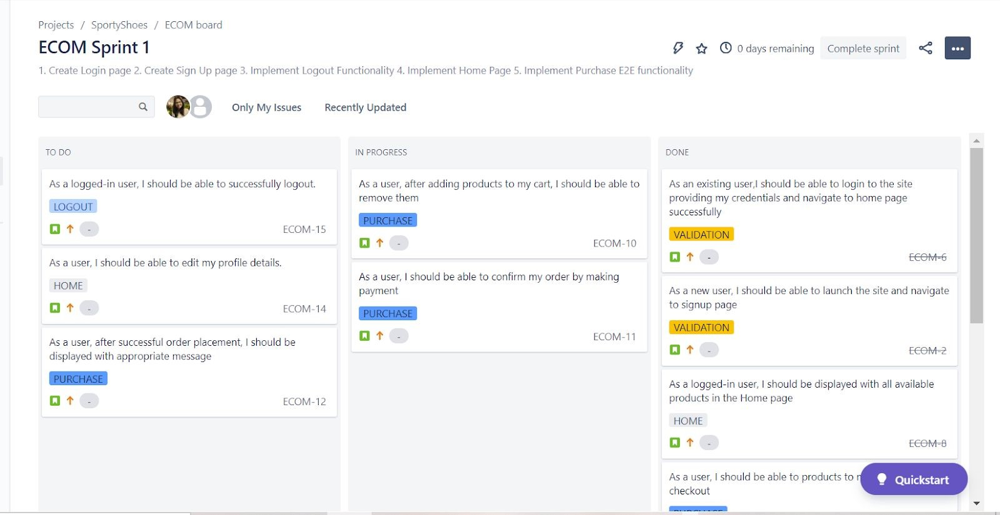 Projects / SportyShoes / ECOM board
ECOM Sprint 1
0 days remaining
Complete sprint
1. Create Login page 2. Create Sign Up page 3. Implement Logout Functionality 4. Implement Home Page 5. Implement Purchase E2E functionality
Only My Issues
Recently Updated
TO DO
As a logged-in user, I should be able to successfully logout.
LOGOUT
-
ECOM-15
As a user, I should be able to edit my profile details.
HOME
-
ECOM-14
As a user, after successful order placement, I should be
displayed with appropriate message
PURCHASE
-
ECOM-12
IN PROGRESS
As a user, after adding products to my cart, I should be able to
remove them
PURCHASE
-
ECOM-10
As a user, I should be able to confirm my order by making
payment
PURCHASE
-
ECOM-11
DONE
As an existing user,I should be able to login to the site
providing my credentials and navigate to home page
successfully
VALIDATION
-
ECOM-6
As a new user, I should be able to launch the site and navigate
to signup page
VALIDATION
-
ECOM-2
As a logged-in user, I should be displayed with all available
products in the Home page
HOME
-
ECOM-8
As a user, I should be able to products to
checkout
PURCHASE
Quickstart